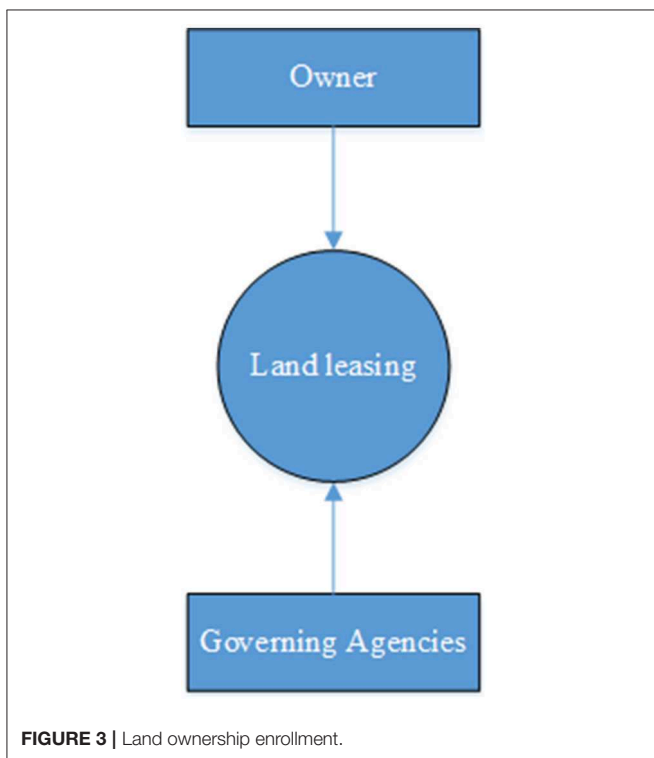 Owner
Land leasing
Governing Agencies
FIGURE 3 | Land ownership enrollment.